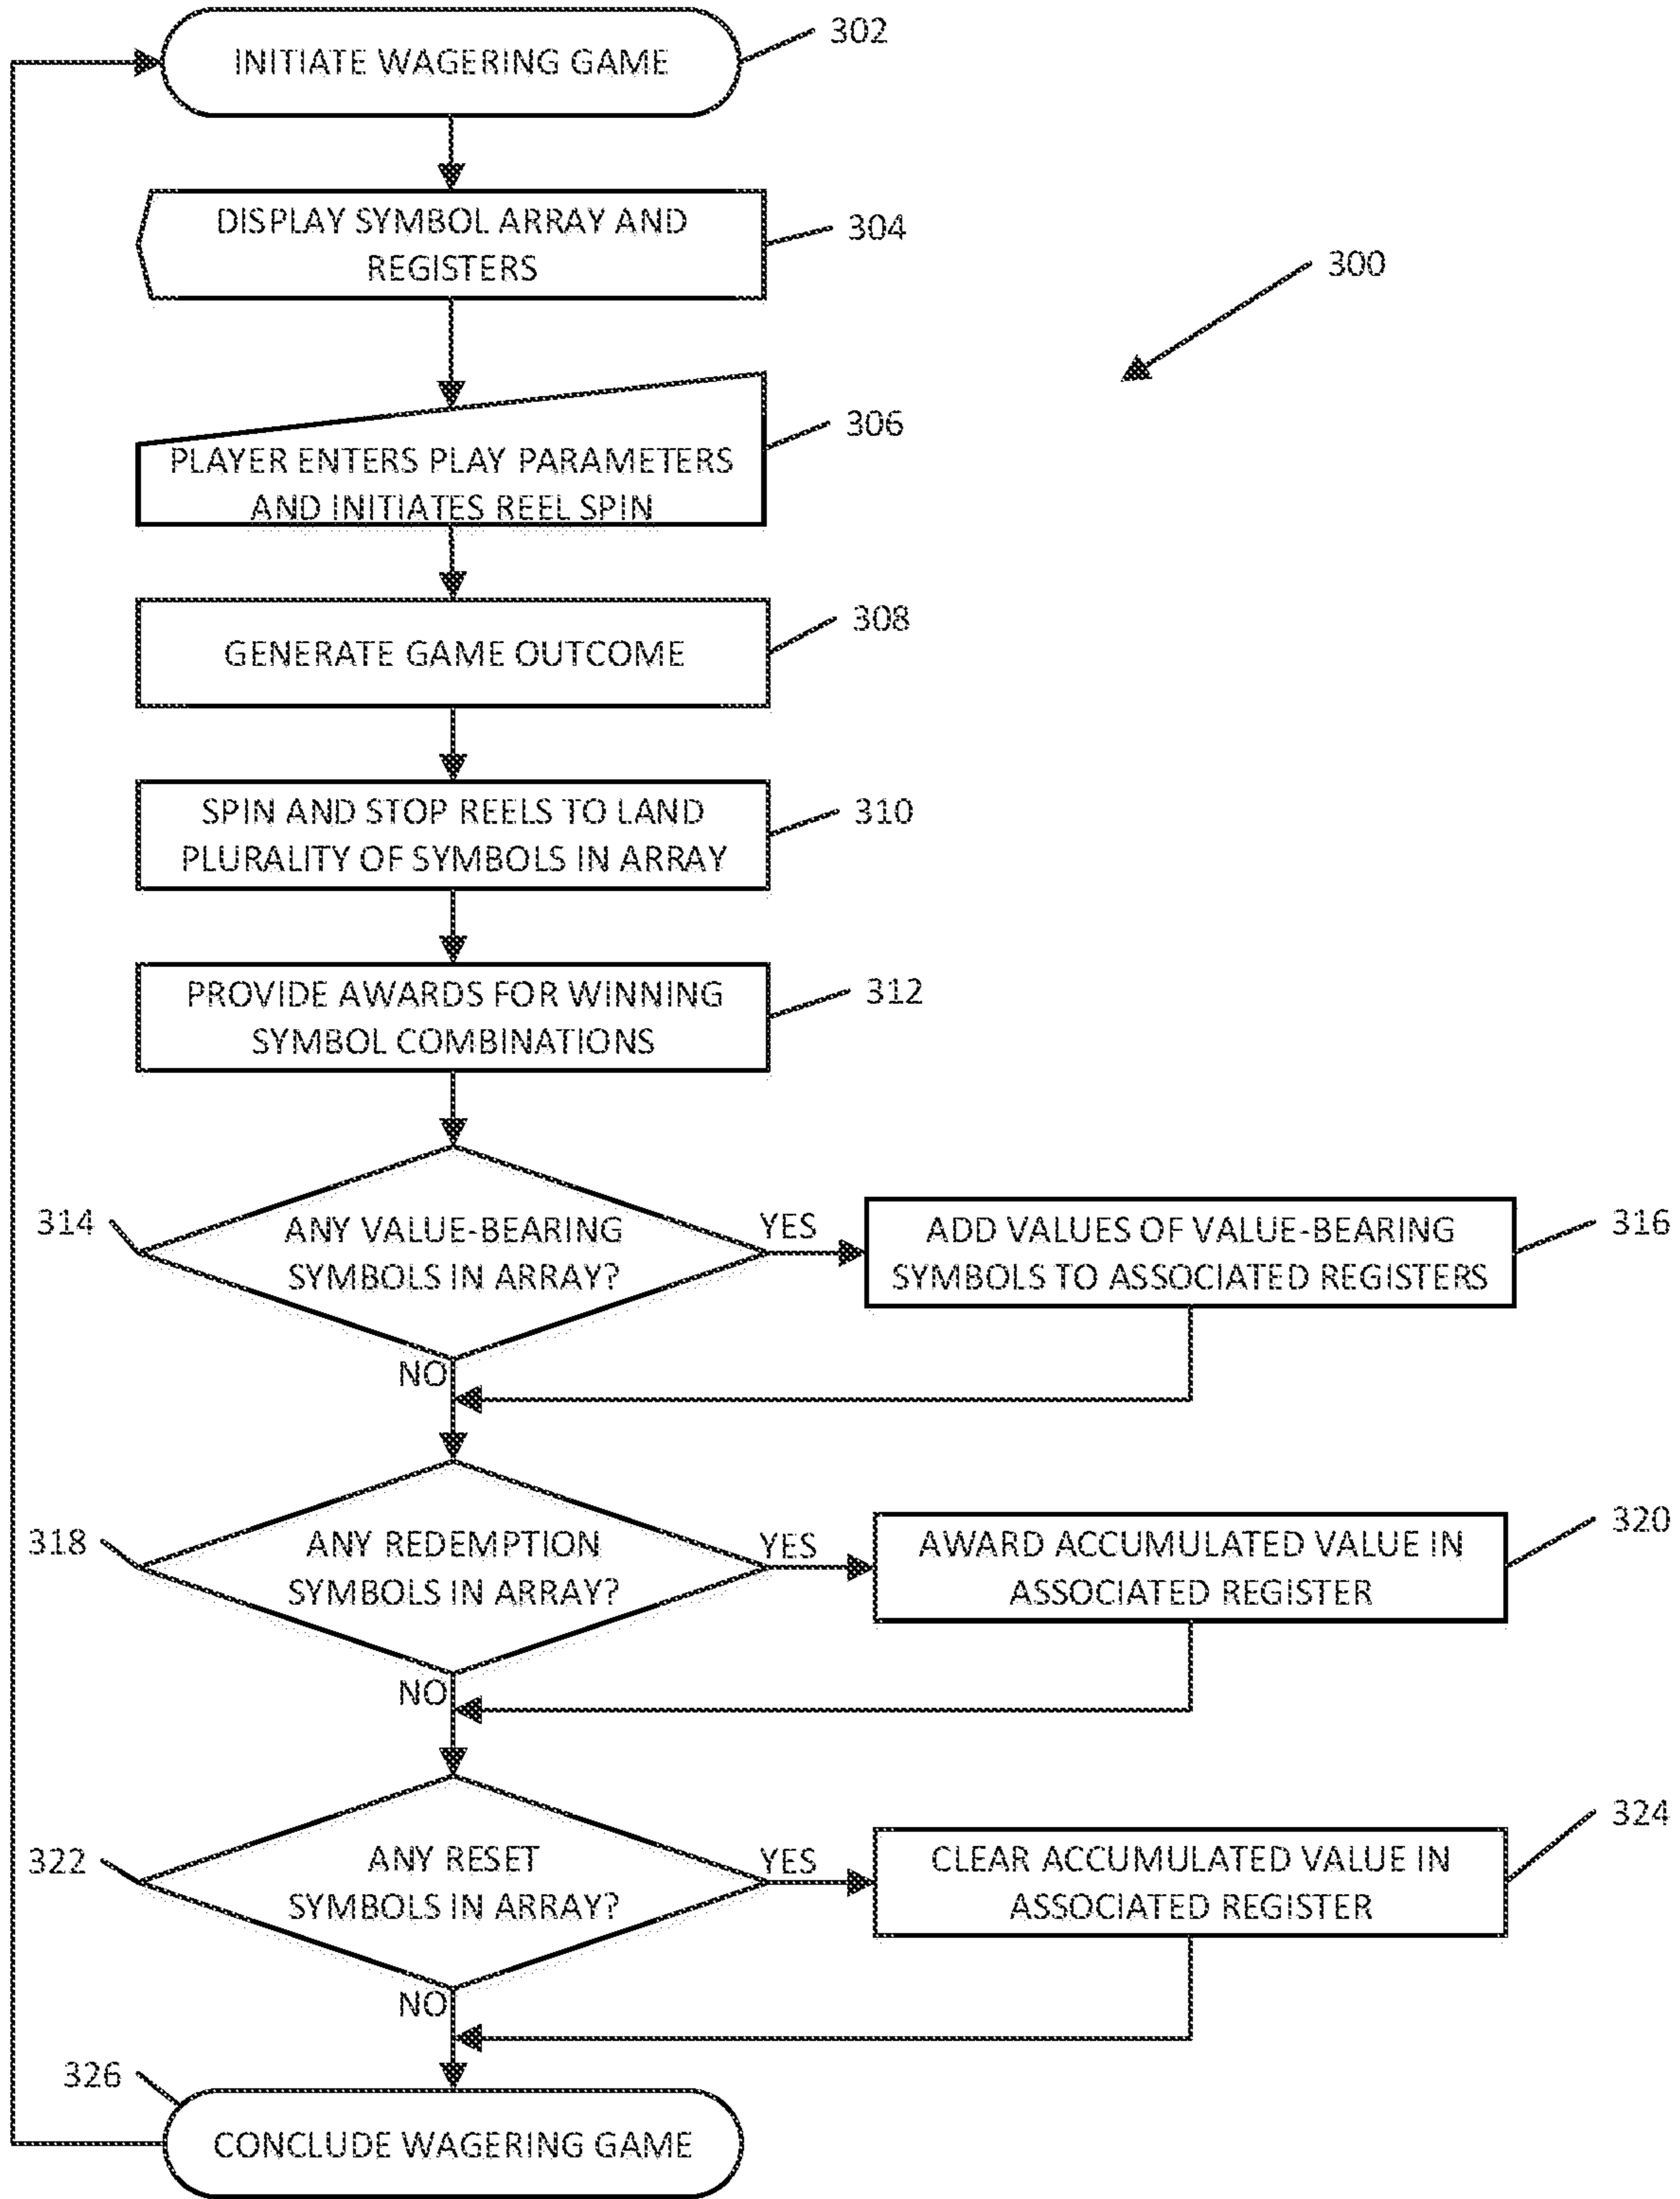 INITIATE WAGERING GAME
302
DISPLAY SYMBOL ARRAY AND
REGISTERS
304
300
PLAYER ENTERS PLAY PARAMETERS
AND INITIATES REEL SPIN
306
GENERATE GAME OUTCOME
308
SPIN AND STOP REELS TO LAND
PLURALITY OF SYMBOLS IN ARRAY
310
PROVIDE AWARDS FOR WINNING
SYMBOL COMBINATIONS
312
314
ANY VALUE-BEARING
SYMBOLS IN ARRAY?
YES
ADD VALUES OF VALUE-BEARING
SYMBOLS TO ASSOCIATED REGISTERS
316
NO
318
ANY REDEMPTION
SYMBOLS IN ARRAY?
YES
AWARD ACCUMULATED VALUE IN
ASSOCIATED REGISTER
320
NO
322
ANY RESET
SYMBOLS IN ARRAY?
YES
CLEAR ACCUMULATED VALUE IN
ASSOCIATED REGISTER
324
NO
326
CONCLUDE WAGERING GAME